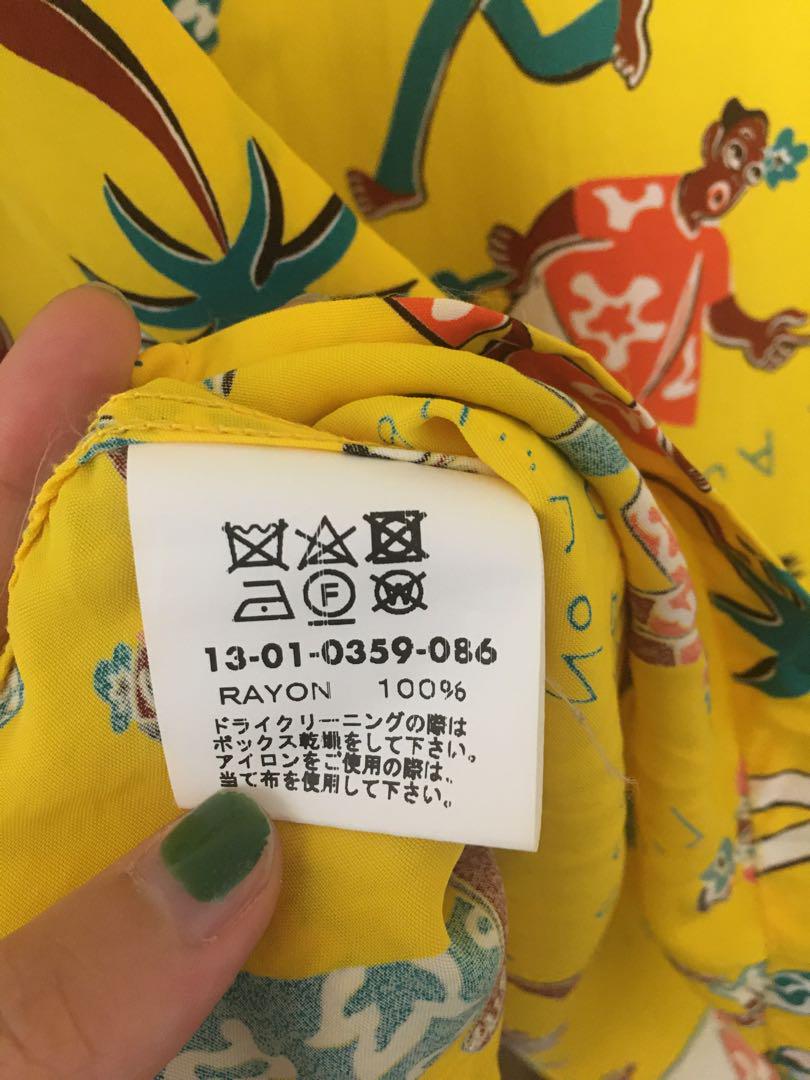 F
W
13-01-0359-086
RAYON 100%
ドライクリーニングの際は
ボックス乾燥をして下さい。
アイロンをご使用の際は、
当て布を使用して下さい。